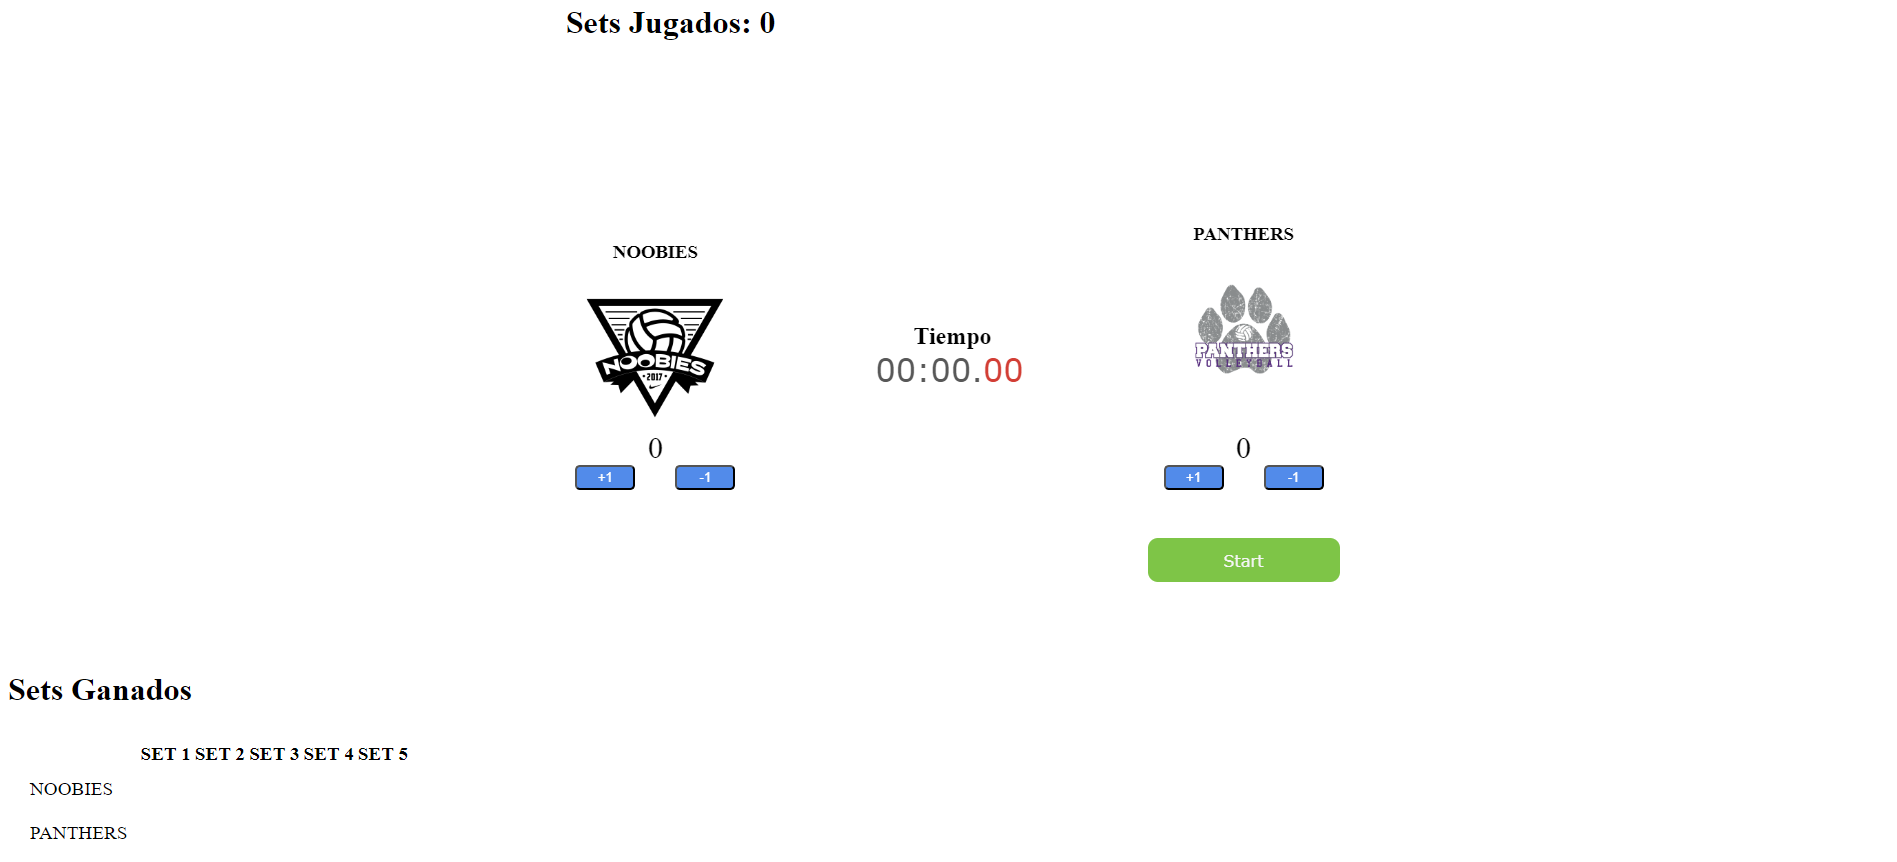 Sets Jugados: 0
NOOBIES
NOOBIES
2017
0
+1 -1
Tiempo
00:00.00
PANTHERS
PANTHERS
VOLLEYBALL
0
+1 -1
Start
Sets Ganados
SET 1 SET 2 SET 3 SET 4 SET 5
NOOBIES
PANTHERS